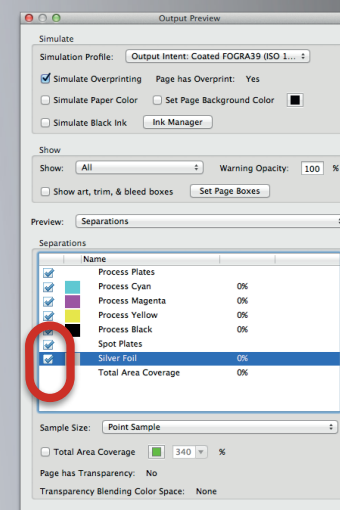 Output Preview
Simulate
Simulation Profile: Output Intent: Coated FOGRA39 (ISO 1...
Simulate Overprinting Page has Overprint: Yes
Simulate Paper Color Set Page Background Color
Simulate Black Ink Ink Manager
Show
Show: All Warning Opacity: 100 %
Show art, trim, & bleed boxes Set Page Boxes
Preview: Separations
Separations
Name
Process Plates
Process Cyan 0%
Process Magenta 0%
Process Yellow 0%
Process Black 0%
Spot Plates
Silver Foil 0%
Total Area Coverage 0%
Sample Size: Point Sample
Total Area Coverage 340 %
Page has Transparency: No
Transparency Blending Color Space: None